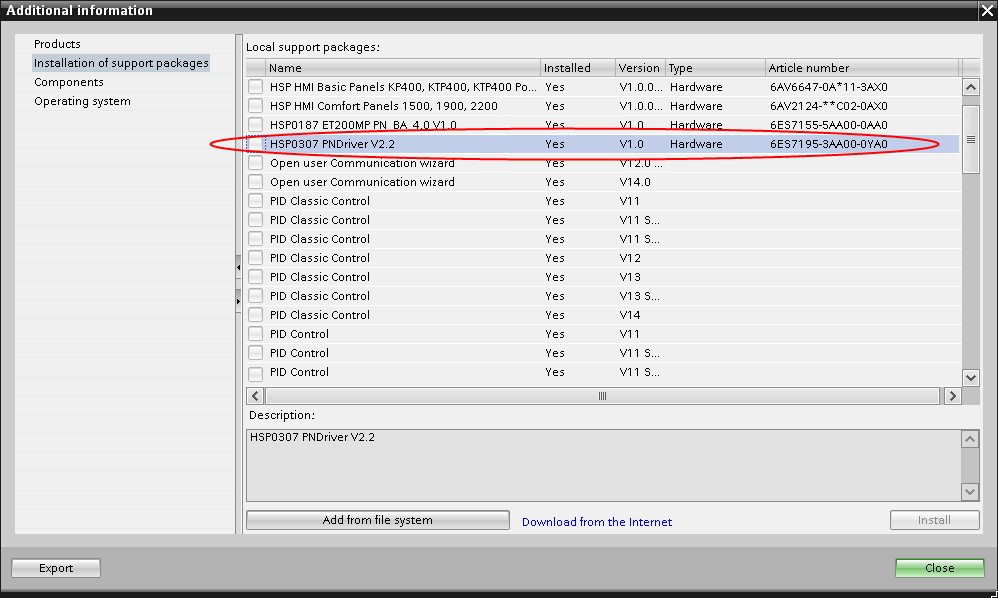 Additional information
Products
Installation of support packages
Components
Operating system
Local support packages:
Name Installed Version Type Article number
HSP HMI Basic Panels KP400, KTP400, KTP400 Po... Yes V1.0.0... Hardware 6AV6647-0A*11-3AX0
HSP HMI Comfort Panels 1500, 1900, 2200 Yes V1.0.0... Hardware 6AV2124-**C02-0AX0
HSP0187 ET200MP PN_BA_4.0 V1.0 Yes V1.0 Hardware 6ES7155-5AA00-0AA0
HSP0307 PNDriver V2.2 Yes V1.0 Hardware 6ES7195-3AA00-0YA0
Open user Communication wizard Yes V12.0 ...
Open user Communication wizard Yes V14.0
PID Classic Control Yes V11
PID Classic Control Yes V11 S...
PID Classic Control Yes V11 S...
PID Classic Control Yes V12
PID Classic Control Yes V13
PID Classic Control Yes V13 S...
PID Classic Control Yes V14
PID Control Yes V11
PID Control Yes V11 S...
PID Control Yes V11 S...
Description:
HSP0307 PNDriver V2.2
Add from file system Download from the Internet Install
Export Close